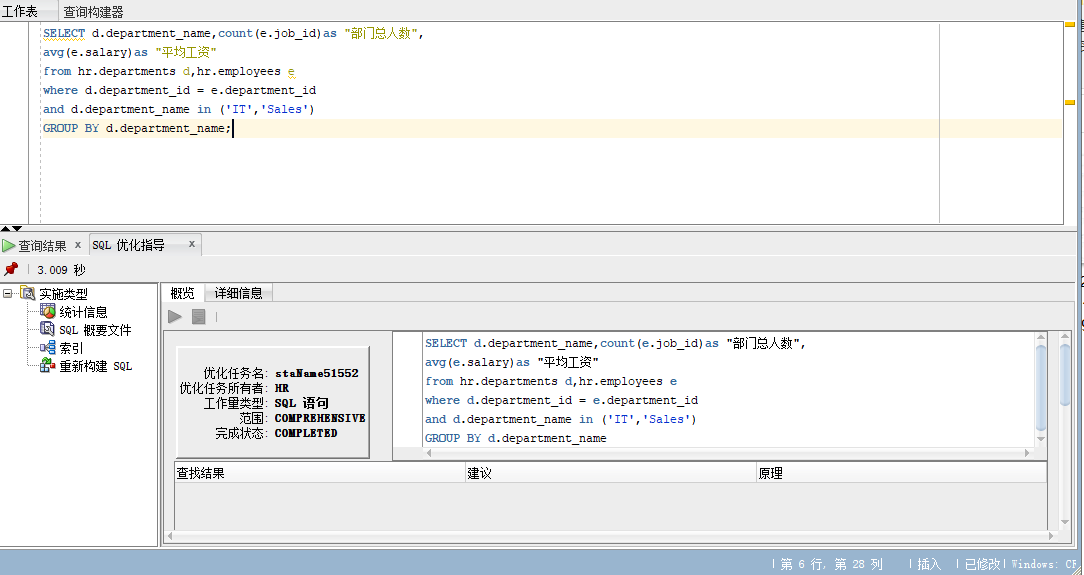 工作表 查询构建器
SELECT d.department_name,count(e.job_id)as "部门总人数",
avg(e.salary)as "平均工资"
from hr.departments d,hr.employees e
where d.department_id = e.department_id
and d.department_name in ('IT','Sales')
GROUP BY d.department_name;
查询结果 x SQL 优化指导 x
3.009 秒
实施类型
统计信息
SQL 概要文件
索引
重新构建 SQL
概览 详细信息
优化任务名: staName51552
优化任务所有者: HR
工作量类型: SQL 语句
范围: COMPREHENSIVE
完成状态: COMPLETED
SELECT d.department_name,count(e.job_id)as "部门总人数",
avg(e.salary)as "平均工资"
from hr.departments d,hr.employees e
where d.department_id = e.department_id
and d.department_name in ('IT','Sales')
GROUP BY d.department_name
查找结果 建议 原理
第 6 行, 第 28 列 插入 已修改 Windows: CR